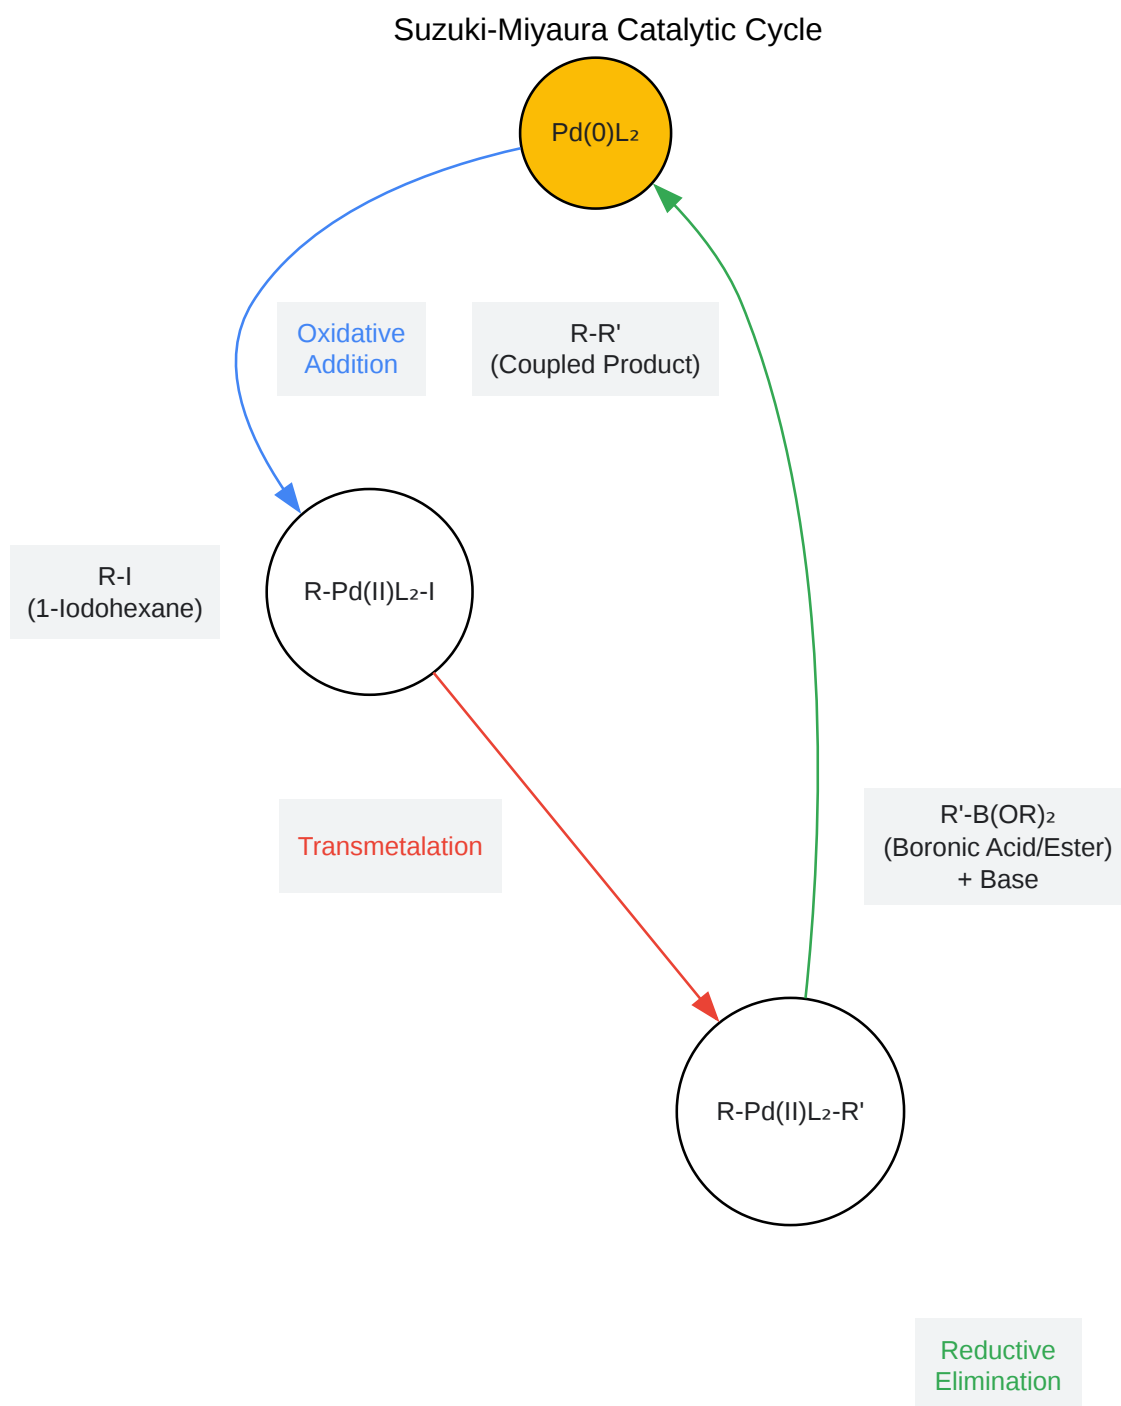 Suzuki-Miyaura Catalytic Cycle
Pd(0)L₂
Oxidative
Addition
R-R'
(Coupled Product)
R-I
(1-Iodohexane)
R-Pd(II)L₂-I
Transmetalation
R'-B(OR)₂
(Boronic Acid/Ester)
+ Base
R-Pd(II)L₂-R'
Reductive
Elimination